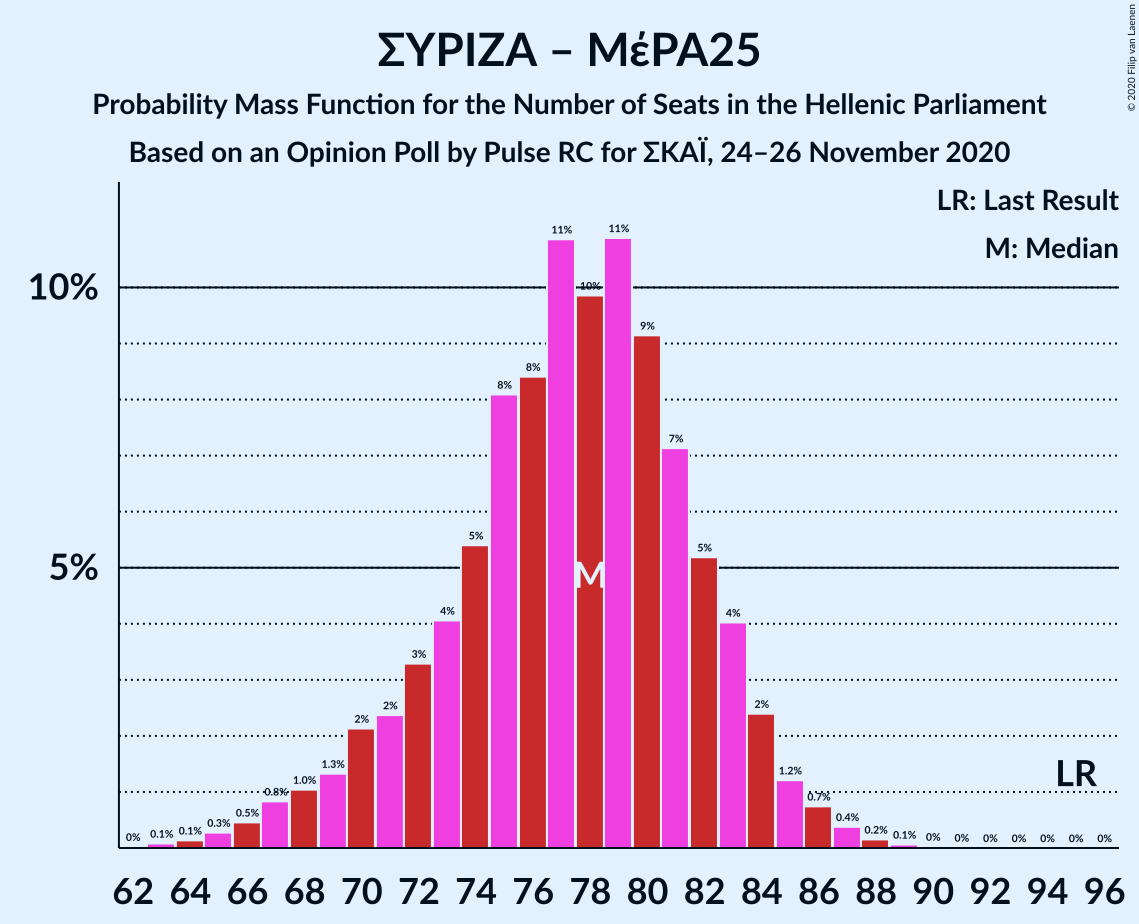 ΣΥΡΙΖΑ – ΜέΡΑ25
Probability Mass Function for the Number of Seats in the Hellenic Parliament
Based on an Opinion Poll by Pulse RC for ΣΚΑΪ, 24–26 November 2020
© 2020 Filip van Laenen
LR: Last Result
M: Median
10%
5%
0% 0.1% 0.1% 0.3% 0.5% 0.8% 1.0% 1.3% 2% 2% 3% 4% 5% 8% 8% 11% 10% 11% 9% 7% 5% 4% 2% 1.2% 0.7% 0.4% 0.2% 0.1% 0% 0% 0% 0% 0% 0% 0%
M
LR
62 64 66 68 70 72 74 76 78 80 82 84 86 88 90 92 94 96